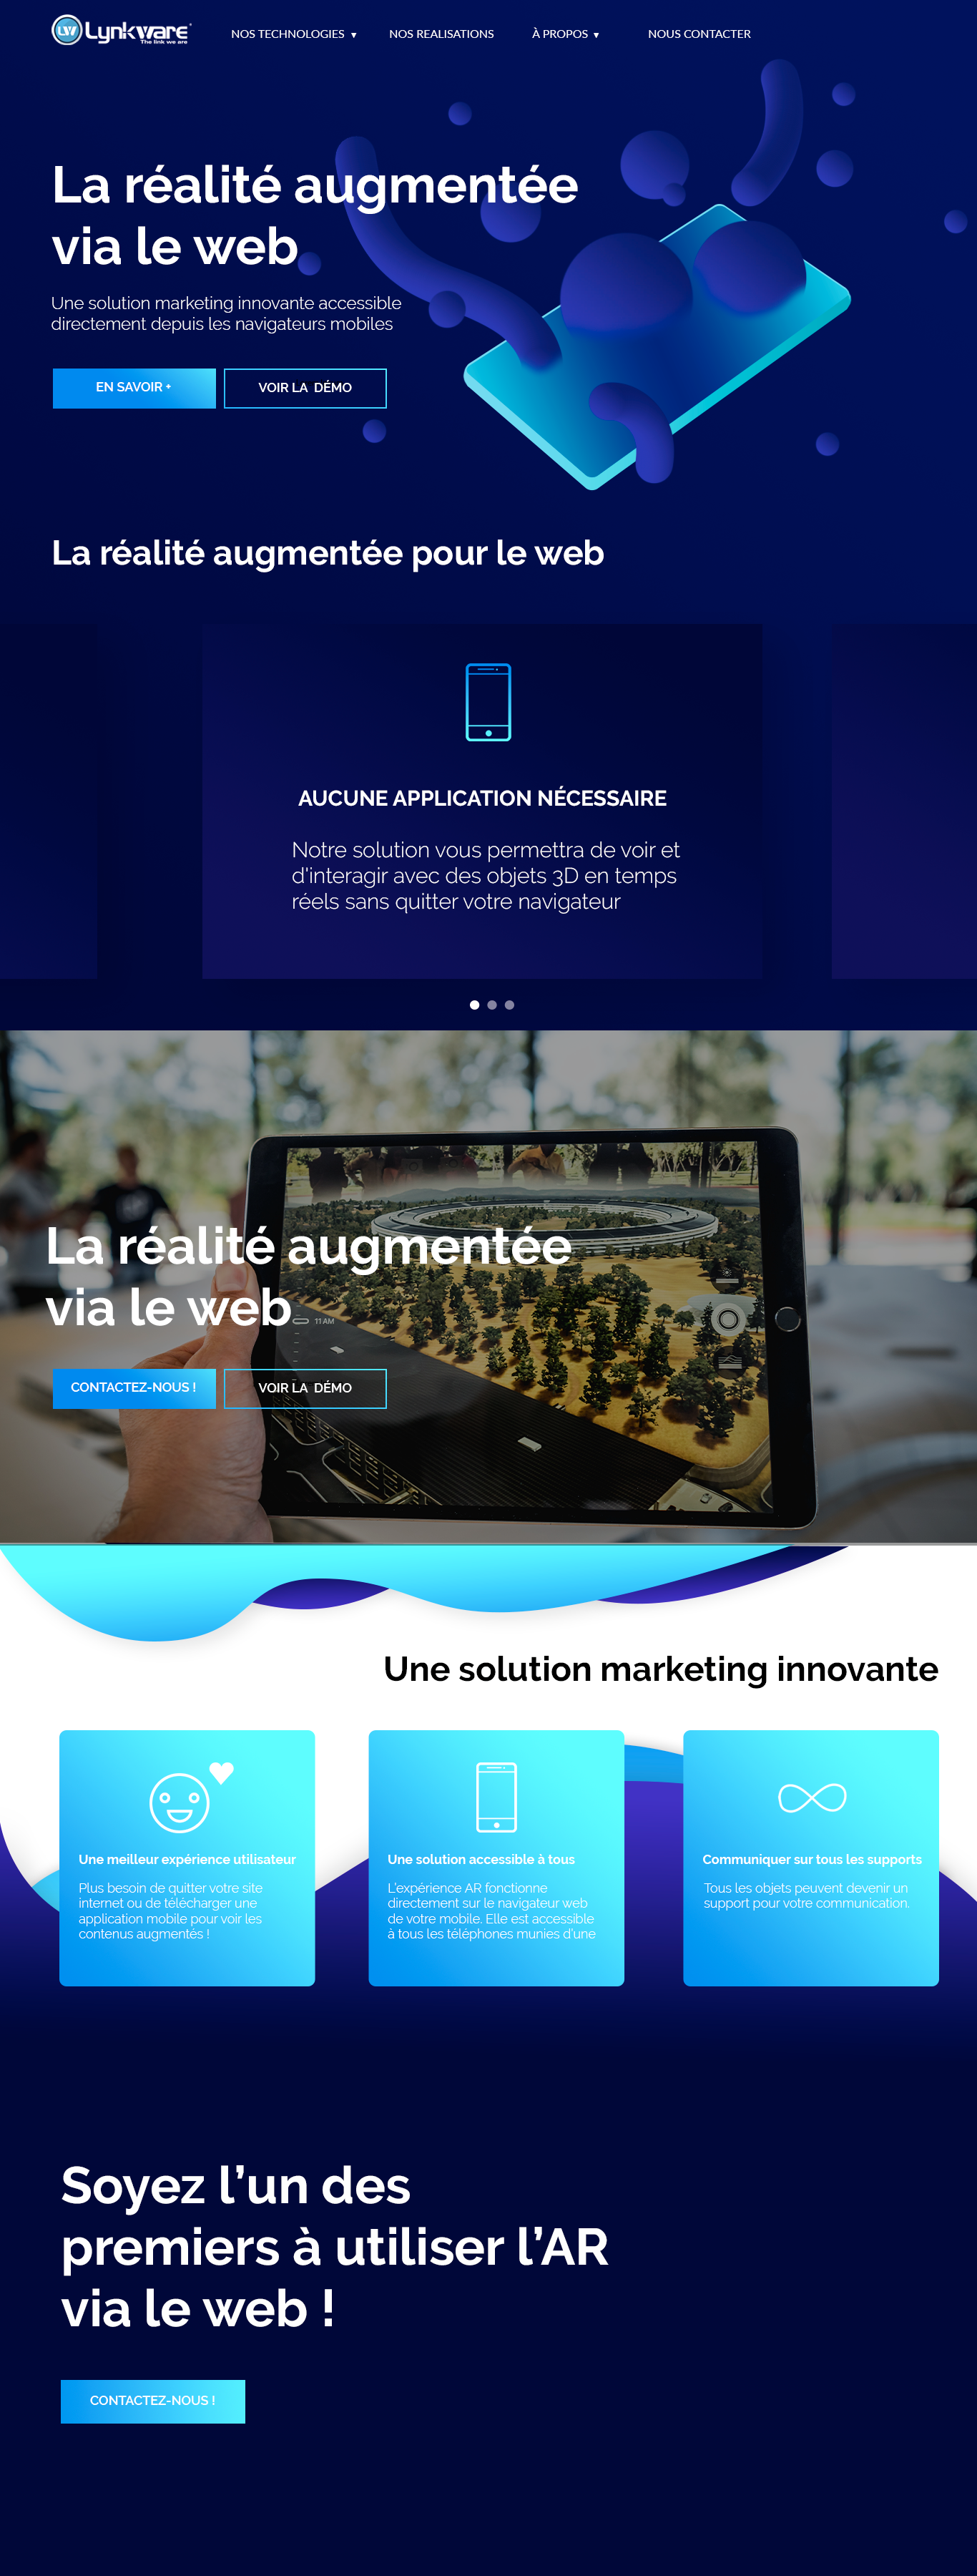 LW Lynkware
The link we are
NOS TECHNOLOGIES ▼ NOS REALISATIONS À PROPOS ▼ NOUS CONTACTER
La réalité augmentée
via le web
Une solution marketing innovante accessible
directement depuis les navigateurs mobiles
EN SAVOIR +
VOIR LA DÉMO
La réalité augmentée pour le web
AUCUNE APPLICATION NÉCESSAIRE
Notre solution vous permettra de voir et
d'interagir avec des objets 3D en temps
réels sans quitter votre navigateur
La réalité augmentée
via le web
11 AM
CONTACTEZ-NOUS !
VOIR LA DÉMO
Une solution marketing innovante
Une meilleur expérience utilisateur
Plus besoin de quitter votre site
internet ou de télécharger une
application mobile pour voir les
contenus augmentés !
Une solution accessible à tous
L'expérience AR fonctionne
directement sur le navigateur web
de votre mobile. Elle est accessible
à tous les téléphones munies d'une
Communiquer sur tous les supports
Tous les objets peuvent devenir un
support pour votre communication.
Soyez l’un des
premiers à utiliser l’AR
via le web !
CONTACTEZ-NOUS !